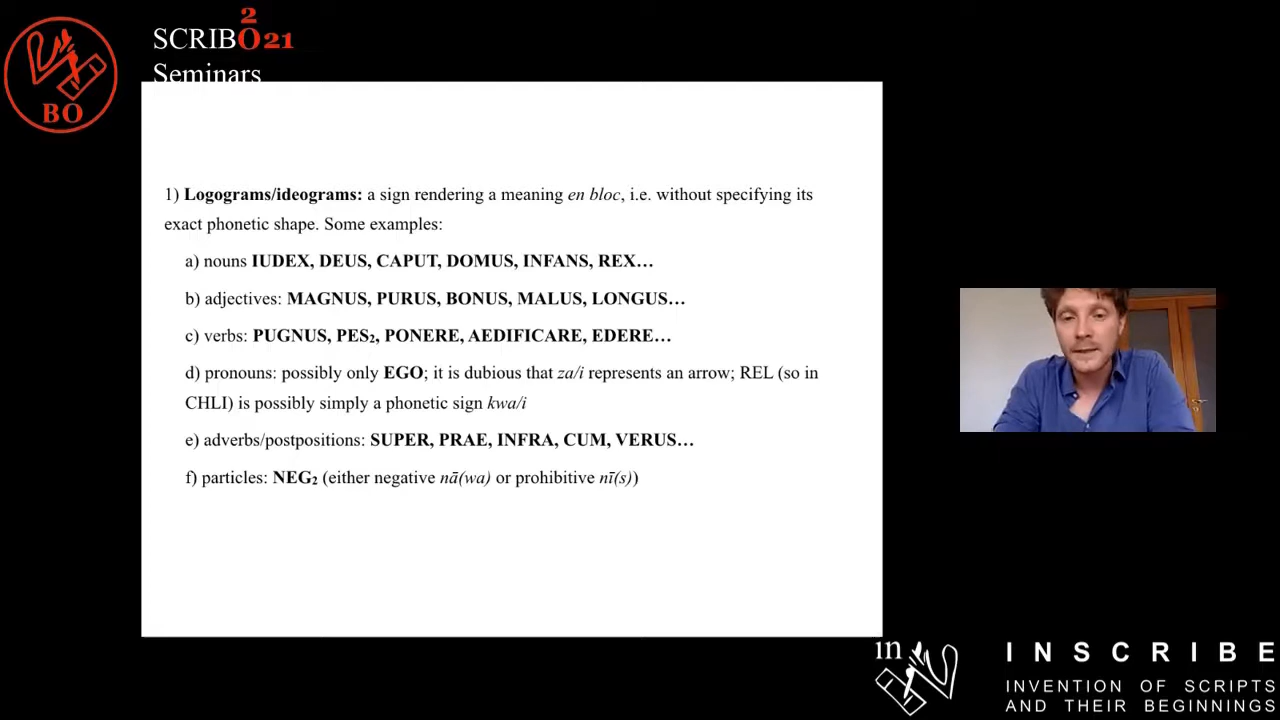 2
SCRIBO21
Seminars
BO
1) Logograms/ideograms: a sign rendering a meaning en bloc, i.e. without specifying its
exact phonetic shape. Some examples:
a) nouns IUDEX, DEUS, CAPUT, DOMUS, INFANS, REX…
b) adjectives: MAGNUS, PURUS, BONUS, MALUS, LONGUS…
c) verbs: PUGNUS, PES₂, PONERE, AEDIFICARE, EDERE…
d) pronouns: possibly only EGO; it is dubious that za/i represents an arrow; REL (so in
CHLI) is possibly simply a phonetic sign kwa/i
e) adverbs/postpositions: SUPER, PRAE, INFRA, CUM, VERUS…
f) particles: NEG₂ (either negative nā(wa) or prohibitive nī(s))
in
INSCRIBE
INVENTION OF SCRIPTS
AND THEIR BEGINNINGS